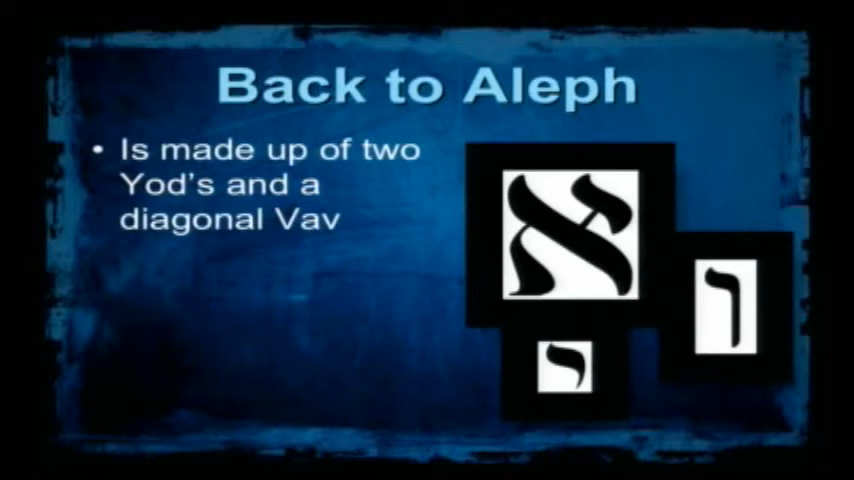 Back to Aleph
• Is made up of two
Yod's and a
diagonal Vav
א
ו
י